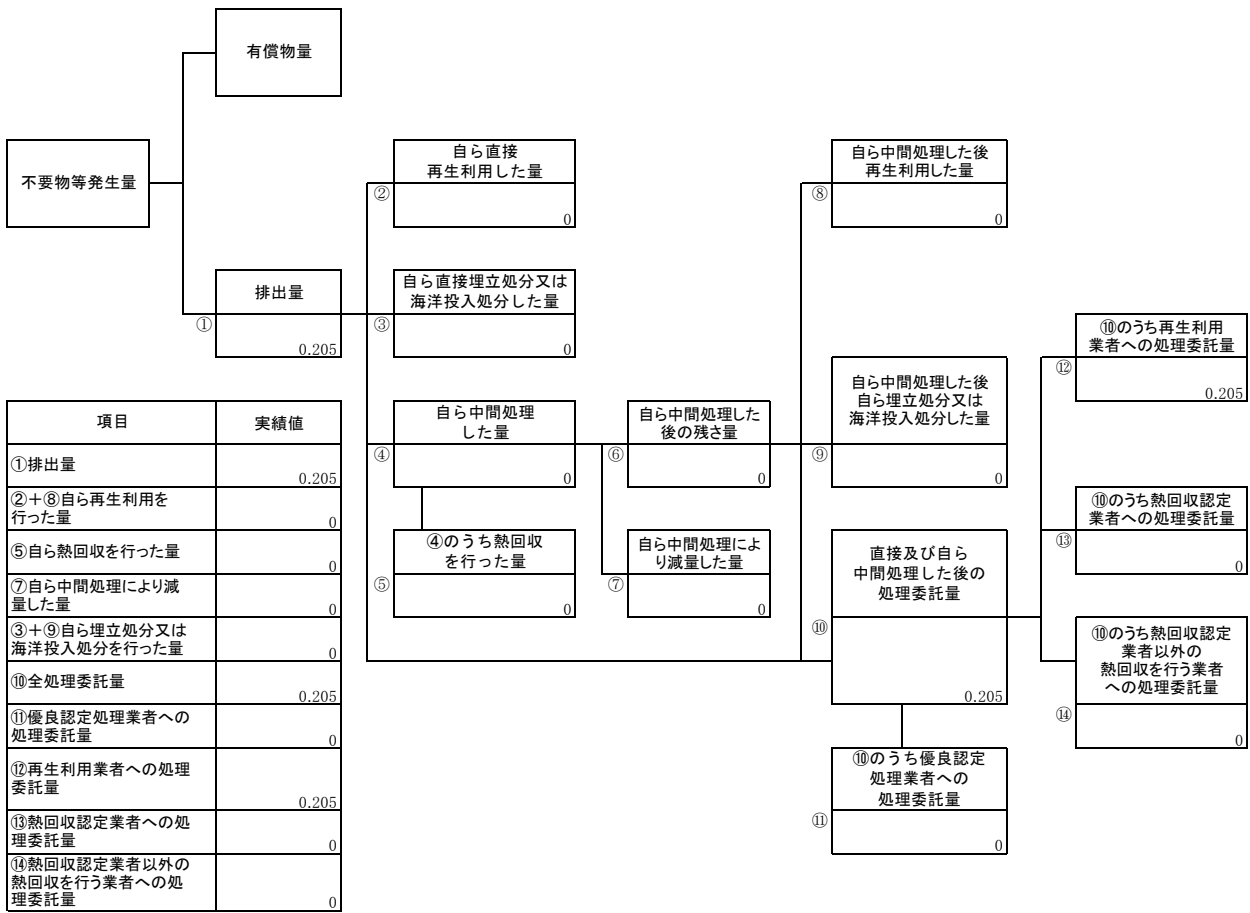 有償物量
不要物等発生量
自ら直接
再生利用した量
②
0
自ら中間処理した後
再生利用した量
⑧
0
排出量
①
0.205
自ら直接埋立処分又は
海洋投入処分した量
③
0
⑩のうち再生利用
業者への処理委託量
⑫
0.205
自ら中間処理
した量
④
0
自ら中間処理した
後の残さ量
⑥
0
自ら中間処理した後
自ら埋立処分又は
海洋投入処分した量
⑨
0
④のうち熱回収
を行った量
⑤
0
自ら中間処理によ
り減量した量
⑦
0
直接及び自ら
中間処理した後の
処理委託量
⑩
0.205
⑩のうち熱回収認定
業者への処理委託量
⑬
0
⑩のうち熱回収認定
業者以外の
熱回収を行う業者
への処理委託量
⑭
0
⑩のうち優良認定
処理業者への
処理委託量
⑪
0
項目 実績値
①排出量
0.205
②+⑧自ら再生利用を
行った量
0
⑤自ら熱回収を行った量
0
⑦自ら中間処理により減
量した量
0
③+⑨自ら埋立処分又は
海洋投入処分を行った量
0
⑩全処理委託量
0.205
⑪優良認定処理業者への
処理委託量
0
⑫再生利用業者への処理
委託量
0.205
⑬熱回収認定業者への処
理委託量
0
⑭熱回収認定業者以外の
熱回収を行う業者への処
理委託量
0